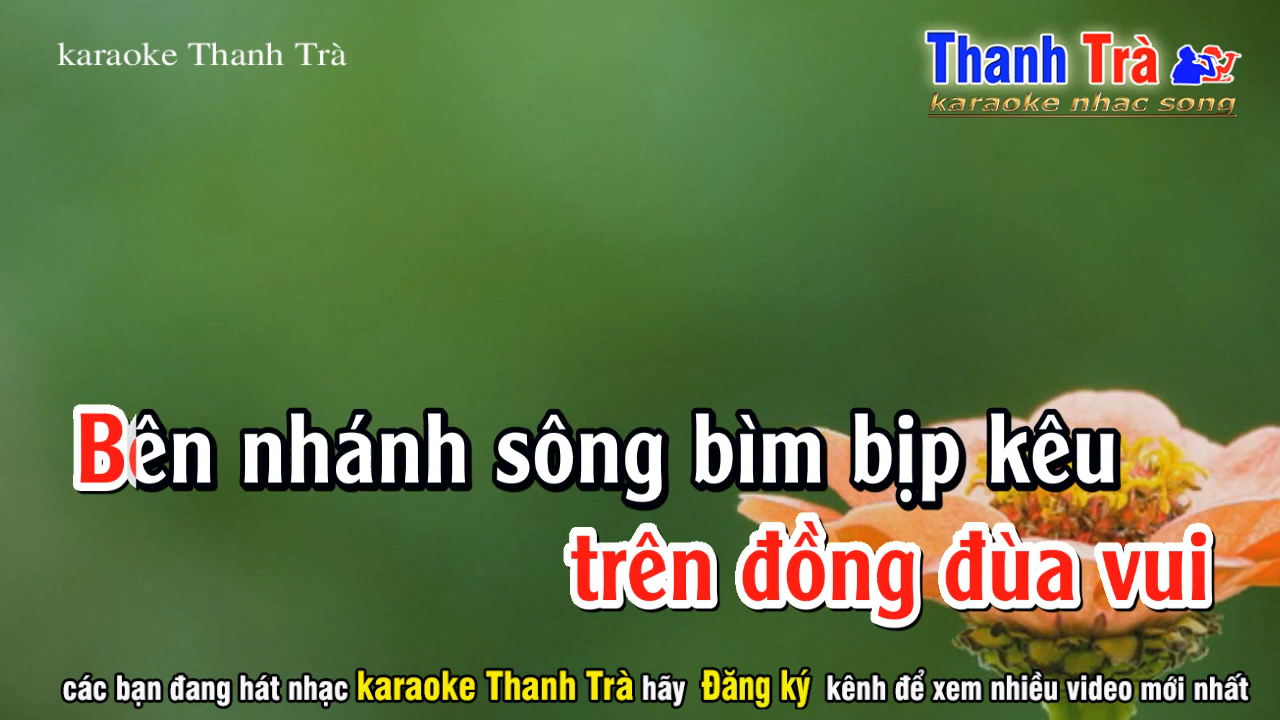 karaoke Thanh Trà
Thanh Trà
karaoke nhac song
Bên nhánh sông bìm bịp kêu
trên đồng đùa vui
các bạn đang hát nhạc karaoke Thanh Trà hãy Đăng ký kênh để xem nhiều video mới nhất